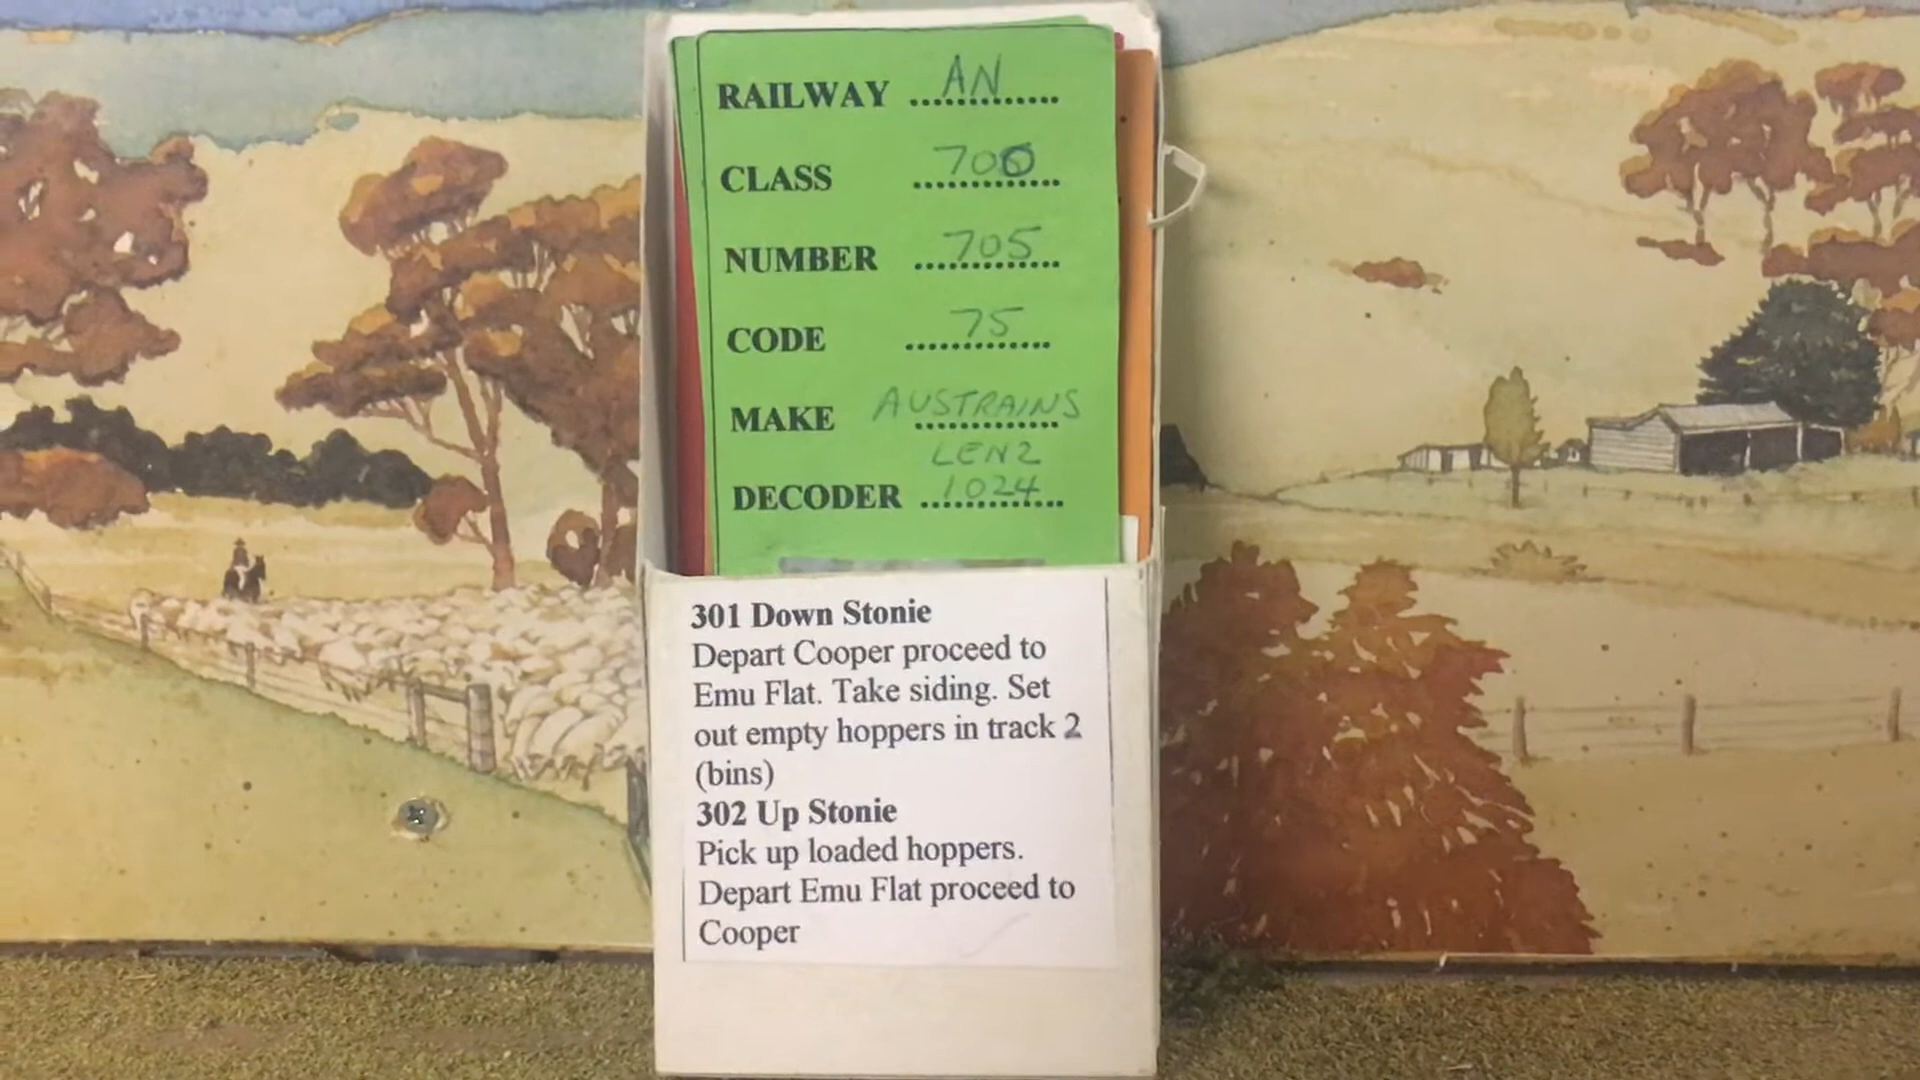 RAILWAY AN
CLASS 700
NUMBER 705
CODE 75
MAKE AUSTRAINS
LENZ
DECODER 1024
301 Down Stonie
Depart Cooper proceed to
Emu Flat. Take siding. Set
out empty hoppers in track 2
(bins)
302 Up Stonie
Pick up loaded hoppers.
Depart Emu Flat proceed to
Cooper